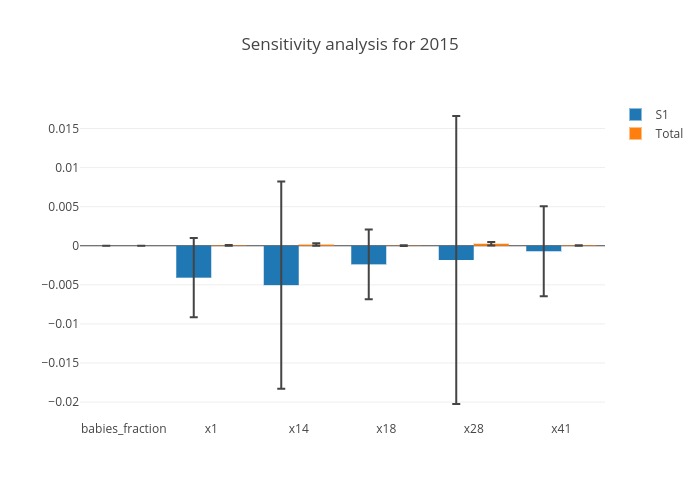 Sensitivity analysis for 2015
S1
Total
0.015
0.01
0.005
0
−0.005
−0.01
−0.015
−0.02
babies_fraction x1 x14 x18 x28 x41